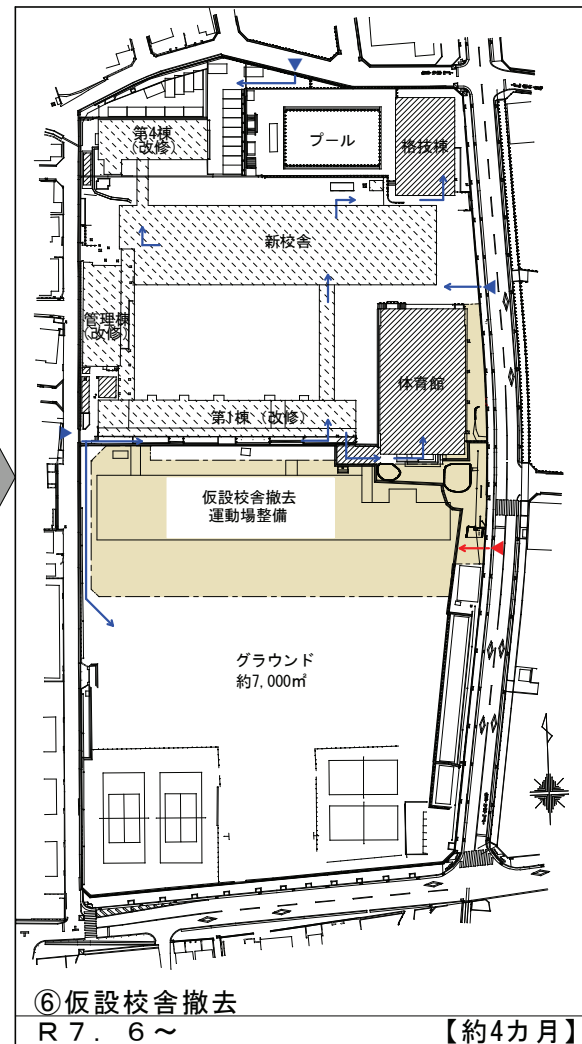 第4棟
(改修)
プール
格技棟
新校舎
管理棟
(改修)
体育館
第1棟 (改修)
仮設校舎撤去
運動場整備
グラウンド
約7,000㎡
⑥仮設校舎撤去
R7.6～ 【約4カ月】